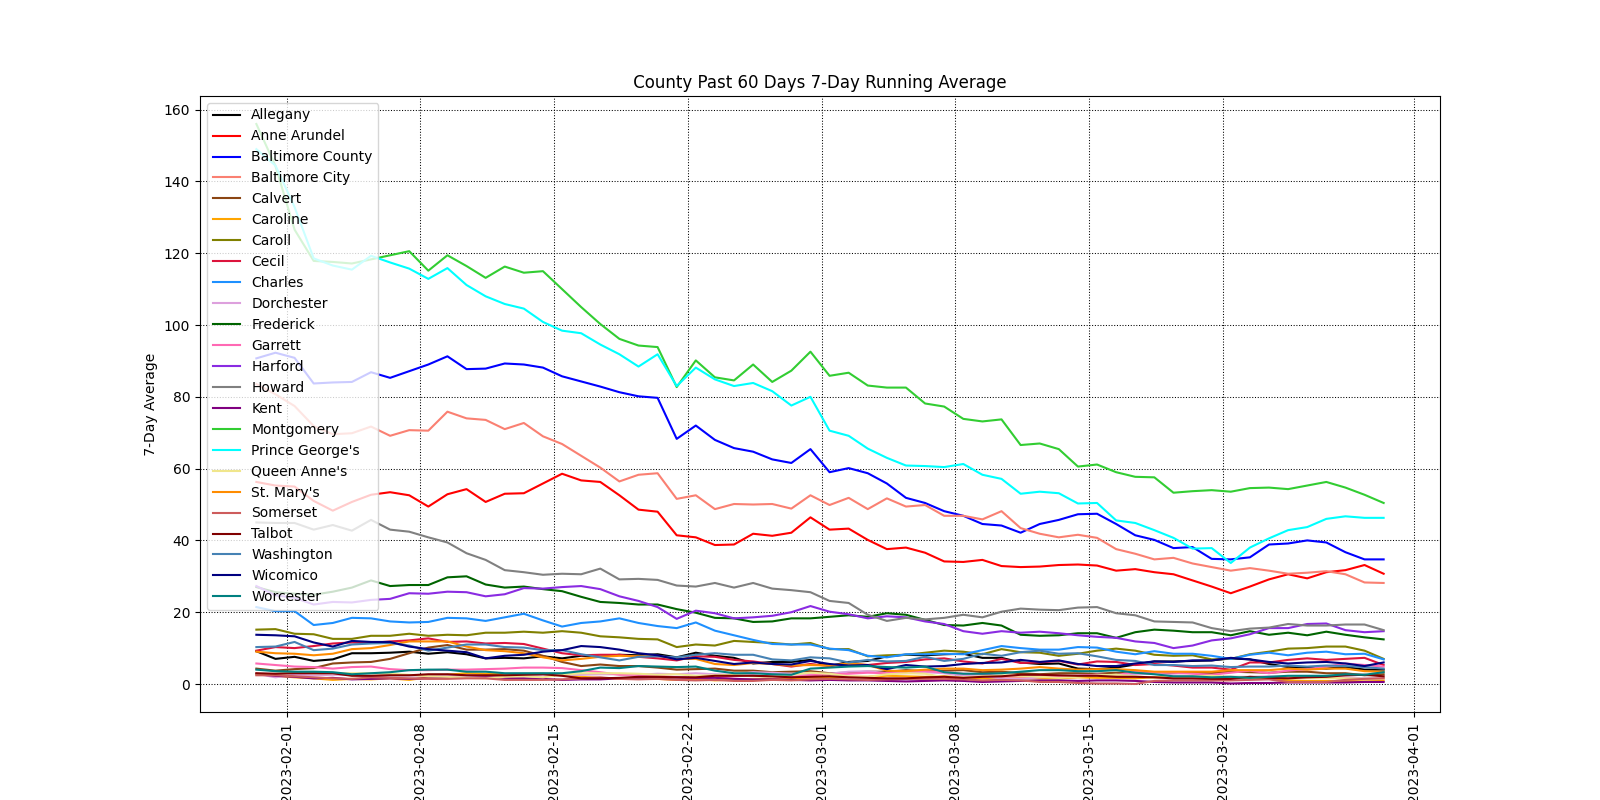 County Past 60 Days 7-Day Running Average
160
140
120
100
80
60
40
20
0
7-Day Average
Allegany
Anne Arundel
Baltimore County
Baltimore City
Calvert
Caroline
Caroll
Cecil
Charles
Dorchester
Frederick
Garrett
Harford
Howard
Kent
Montgomery
Prince George's
Queen Anne's
St. Mary's
Somerset
Talbot
Washington
Wicomico
Worcester
2023-02-01
2023-02-08
2023-02-15
2023-02-22
2023-03-01
2023-03-08
2023-03-15
2023-03-22
2023-04-01